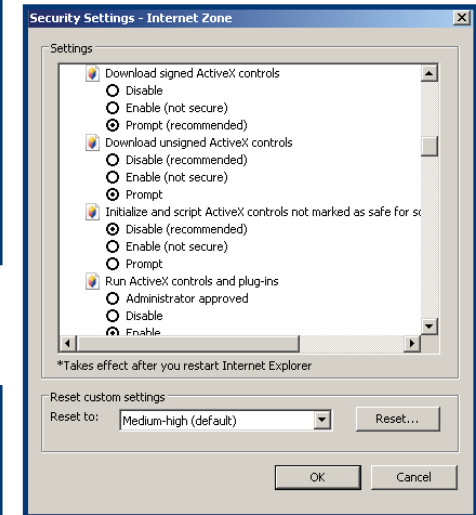 Security Settings - Internet Zone
Settings
Download signed ActiveX controls
Disable
Enable (not secure)
Prompt (recommended)
Download unsigned ActiveX controls
Disable (recommended)
Enable (not secure)
Prompt
Initialize and script ActiveX controls not marked as safe for sc
Disable (recommended)
Enable (not secure)
Prompt
Run ActiveX controls and plug-ins
Administrator approved
Disable
Enable
*Takes effect after you restart Internet Explorer
Reset custom settings
Reset to: Medium-high (default) Reset...
OK Cancel